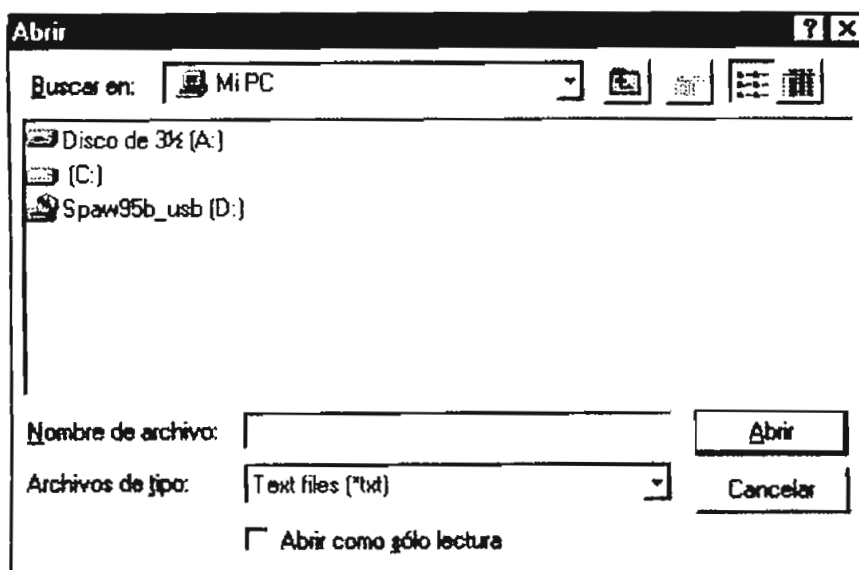 Abrir
Buscar en: Mi PC
Disco de 3½ (A:)
(C:)
Spaw95b_usb (D:)
Nombre de archivo: Abrir
Archivos de tipo: Text files (*txt) Cancelar
Abrir como sólo lectura